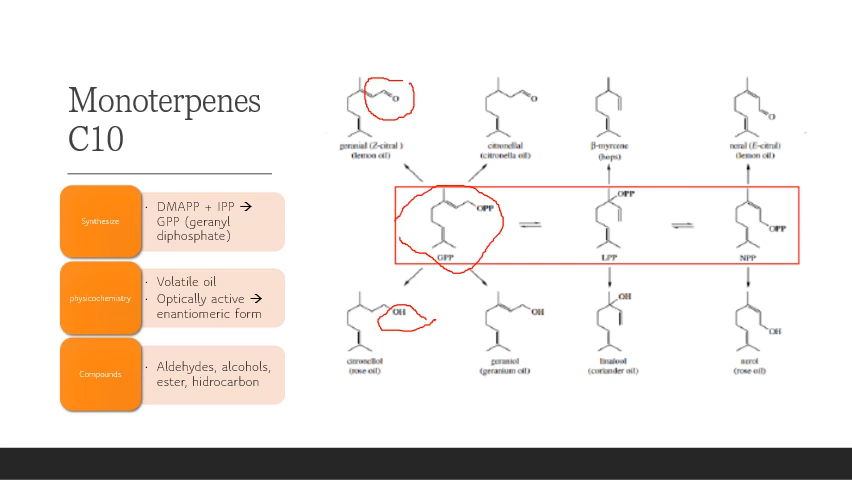 Monoterpenes
C10
Synthesize
• DMAPP + IPP →
GPP (geranyl
diphosphate)
physicochemistry
• Volatile oil
• Optically active →
enantiomeric form
Compounds
• Aldehydes, alcohols,
ester, hidrocarbon
O
O
O
geranial (Z-citral )
(lemon oil)
citronellal
(citronella oil)
β-myrcene
(hops)
neral (E-citral)
(lemon oil)
OPP
OPP
OPP
GPP
LPP
NPP
OH
OH
OH
OH
citronellol
(rose oil)
geraniol
(geranium oil)
linalool
(coriander oil)
nerol
(rose oil)